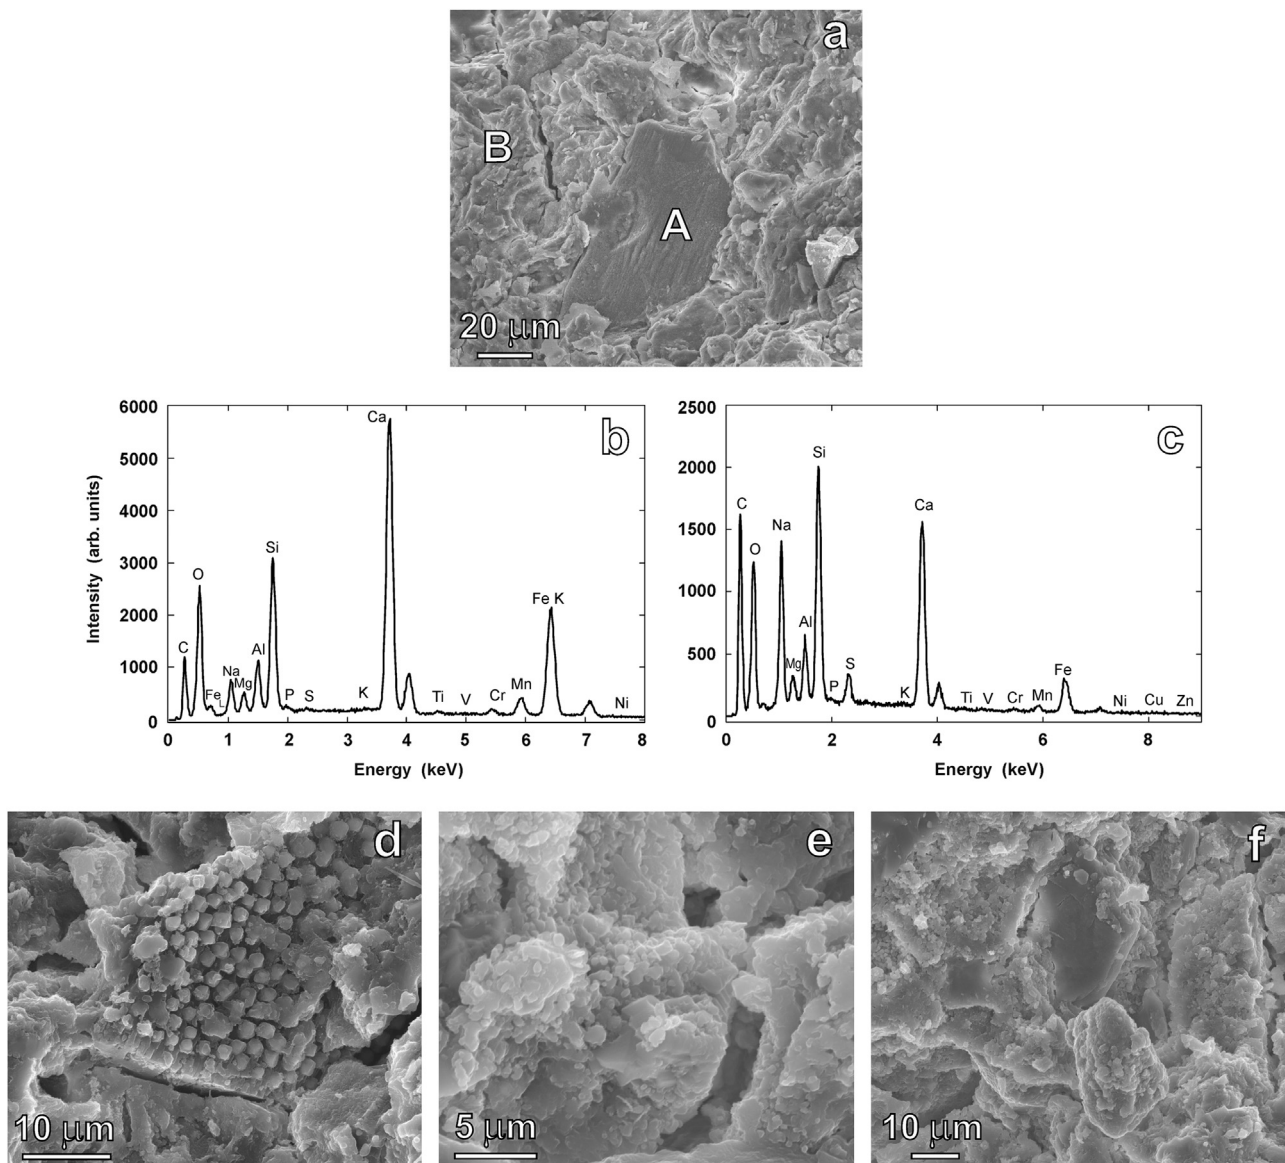 a
B
A
20 μm
6000
5000
4000
3000
2000
1000
0
0 1 2 3 4 5 6 7 8
Intensity (arb. units)
Energy (keV)
b
C
O
Fe L
Na
Mg
Al
Si
P
S
K
Ca
Ti
V
Cr
Mn
Fe K
Ni
2500
2000
1500
1000
500
0
0 2 4 6 8
Energy (keV)
c
C
O
Na
Mg
Al
Si
P
S
K
Ca
Ti
V
Cr
Mn
Fe
Ni
Cu
Zn
d
10 μm
e
5 μm
f
10 μm